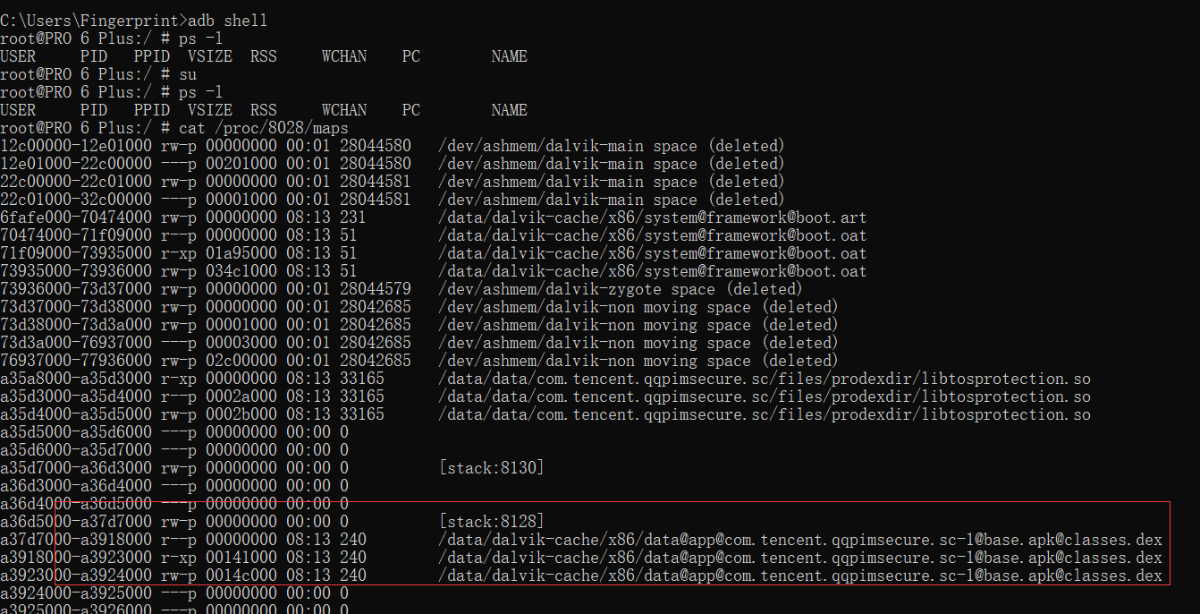 C:\Users\Fingerprint>adb shell
root@PRO 6 Plus:/ # ps -l
USER PID PPID VSIZE RSS WCHAN PC NAME
root@PRO 6 Plus:/ # su
root@PRO 6 Plus:/ # ps -l
USER PID PPID VSIZE RSS WCHAN PC NAME
root@PRO 6 Plus:/ # cat /proc/8028/maps
12c00000-12e01000 rw-p 00000000 00:01 28044580 /dev/ashmem/dalvik-main space (deleted)
12e01000-22c00000 ---p 00201000 00:01 28044580 /dev/ashmem/dalvik-main space (deleted)
22c00000-22c01000 rw-p 00000000 00:01 28044581 /dev/ashmem/dalvik-main space (deleted)
22c01000-32c00000 ---p 00001000 00:01 28044581 /dev/ashmem/dalvik-main space (deleted)
6fafe000-70474000 rw-p 00000000 08:13 231 /data/dalvik-cache/x86/system@framework@boot.art
70474000-71f09000 r--p 00000000 08:13 51 /data/dalvik-cache/x86/system@framework@boot.oat
71f09000-73935000 r-xp 01a95000 08:13 51 /data/dalvik-cache/x86/system@framework@boot.oat
73935000-73936000 rw-p 034c1000 08:13 51 /data/dalvik-cache/x86/system@framework@boot.oat
73936000-73d37000 rw-p 00000000 00:01 28044579 /dev/ashmem/dalvik-zygote space (deleted)
73d37000-73d38000 rw-p 00000000 00:01 28042685 /dev/ashmem/dalvik-non moving space (deleted)
73d38000-73d3a000 rw-p 00001000 00:01 28042685 /dev/ashmem/dalvik-non moving space (deleted)
73d3a000-76937000 ---p 00003000 00:01 28042685 /dev/ashmem/dalvik-non moving space (deleted)
76937000-77936000 rw-p 02c00000 00:01 28042685 /dev/ashmem/dalvik-non moving space (deleted)
a35a8000-a35d3000 r-xp 00000000 08:13 33165 /data/data/com.tencent.qqpimsecure.sc/files/prodexdir/libtosprotection.so
a35d3000-a35d4000 r--p 0002a000 08:13 33165 /data/data/com.tencent.qqpimsecure.sc/files/prodexdir/libtosprotection.so
a35d4000-a35d5000 rw-p 0002b000 08:13 33165 /data/data/com.tencent.qqpimsecure.sc/files/prodexdir/libtosprotection.so
a35d5000-a35d6000 ---p 00000000 00:00 0
a35d6000-a35d7000 ---p 00000000 00:00 0
a35d7000-a36d3000 rw-p 00000000 00:00 0 [stack:8130]
a36d3000-a36d4000 ---p 00000000 00:00 0
a36d4000-a36d5000 ---p 00000000 00:00 0
a36d5000-a37d7000 rw-p 00000000 00:00 0 [stack:8128]
a37d7000-a3918000 r--p 00000000 08:13 240 /data/dalvik-cache/x86/data@app@com.tencent.qqpimsecure.sc-1@base.apk@classes.dex
a3918000-a3923000 r-xp 00141000 08:13 240 /data/dalvik-cache/x86/data@app@com.tencent.qqpimsecure.sc-1@base.apk@classes.dex
a3923000-a3924000 rw-p 0014c000 08:13 240 /data/dalvik-cache/x86/data@app@com.tencent.qqpimsecure.sc-1@base.apk@classes.dex
a3924000-a3925000 ---p 00000000 00:00 0
a3925000-a3926000 ---p 00000000 00:00 0